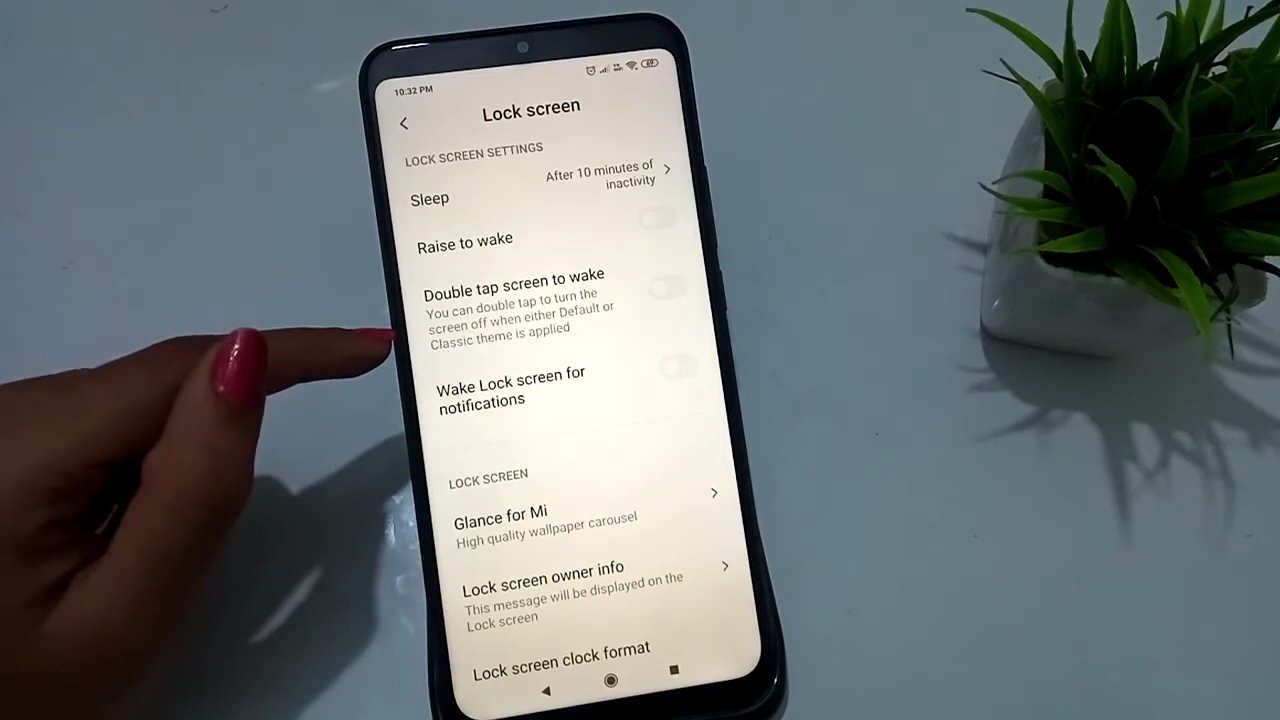 10:32 PM
Lock screen
LOCK SCREEN SETTINGS
Sleep
After 10 minutes of
inactivity
Raise to wake
Double tap screen to wake
You can double tap to turn the
screen off when either Default or
Classic theme is applied
Wake Lock screen for
notifications
LOCK SCREEN
Glance for Mi
High quality wallpaper carousel
Lock screen owner info
This message will be displayed on the
Lock screen
Lock screen clock format